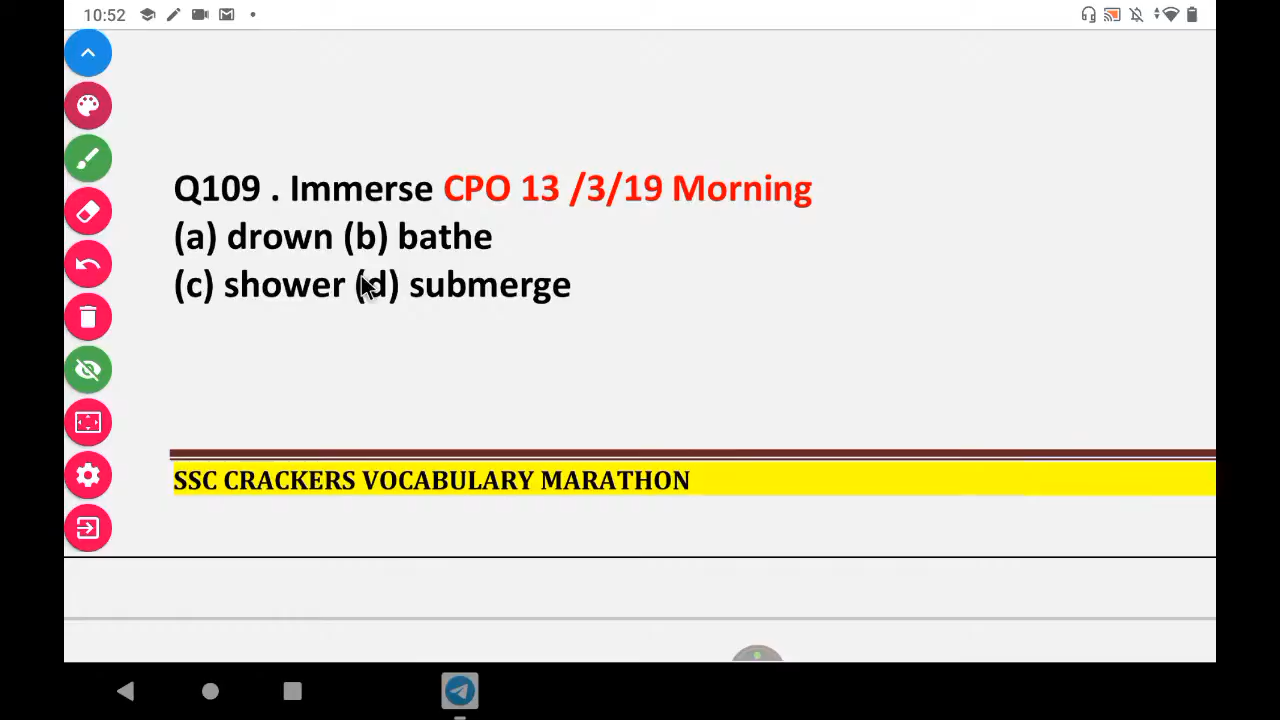 10:52
Q109 . Immerse CPO 13 /3/19 Morning
(a) drown (b) bathe
(c) shower (d) submerge
SSC CRACKERS VOCABULARY MARATHON